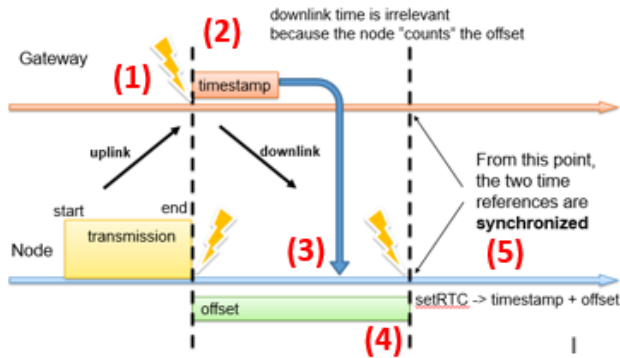 downlink time is irrelevant
because the node "counts" the offset
(2)
Gateway
(1)
timestamp
uplink
downlink
From this point,
the two time
references are
synchronized
start
end
transmission
Node
(3)
(5)
offset
setRTC -> timestamp + offset
(4)